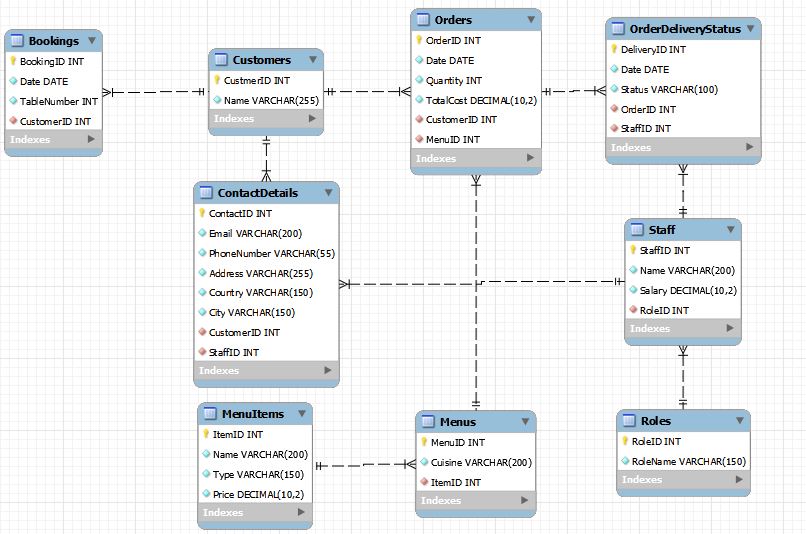 Bookings
BookingID INT
Date DATE
TableNumber INT
CustomerID INT
Indexes
Customers
CustmerID INT
Name VARCHAR(255)
Indexes
Orders
OrderID INT
Date DATE
Quantity INT
TotalCost DECIMAL(10,2)
CustomerID INT
MenuID INT
Indexes
OrderDeliveryStatus
DeliveryID INT
Date DATE
Status VARCHAR(100)
OrderID INT
StaffID INT
Indexes
ContactDetails
ContactID INT
Email VARCHAR(200)
PhoneNumber VARCHAR(55)
Address VARCHAR(255)
Country VARCHAR(150)
City VARCHAR(150)
CustomerID INT
StaffID INT
Indexes
Staff
StaffID INT
Name VARCHAR(200)
Salary DECIMAL(10,2)
RoleID INT
Indexes
MenuItems
ItemID INT
Name VARCHAR(200)
Type VARCHAR(150)
Price DECIMAL(10,2)
Indexes
Menus
MenuID INT
Cuisine VARCHAR(200)
ItemID INT
Indexes
Roles
RoleID INT
RoleName VARCHAR(150)
Indexes